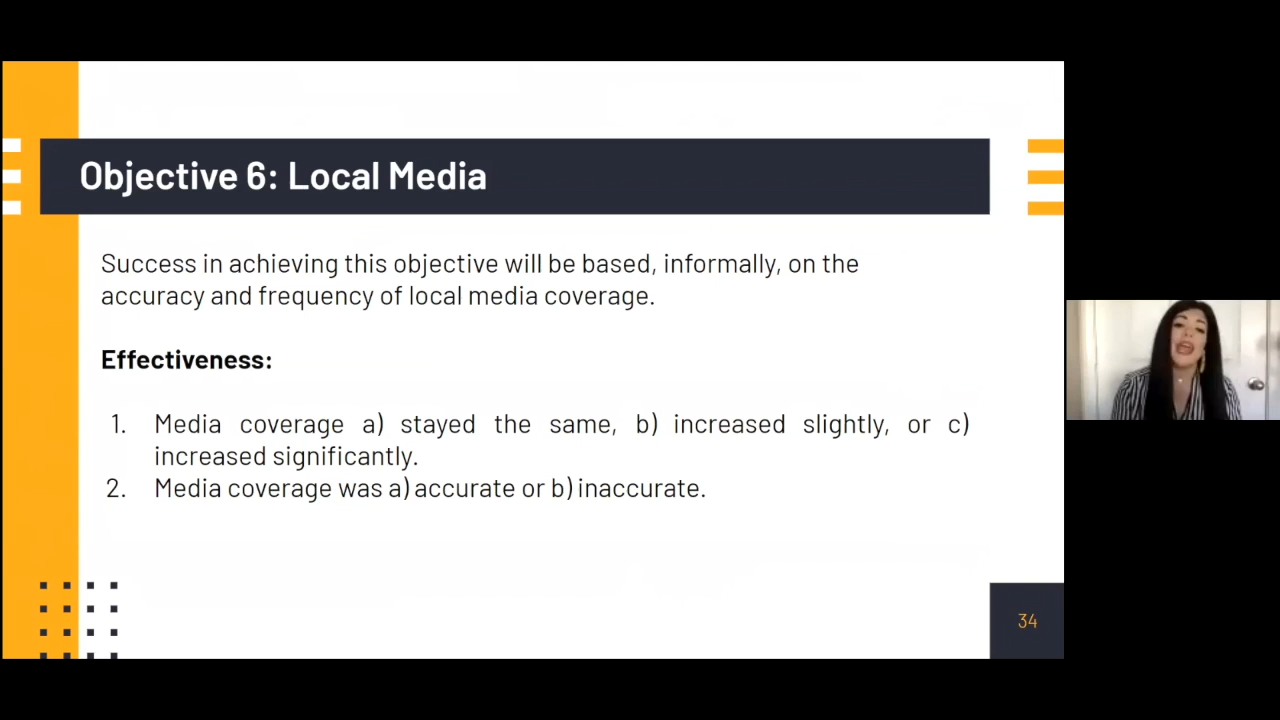 Objective 6: Local Media
Success in achieving this objective will be based, informally, on the
accuracy and frequency of local media coverage.
Effectiveness:
1. Media coverage a) stayed the same, b) increased slightly, or c)
increased significantly.
2. Media coverage was a) accurate or b) inaccurate.
34